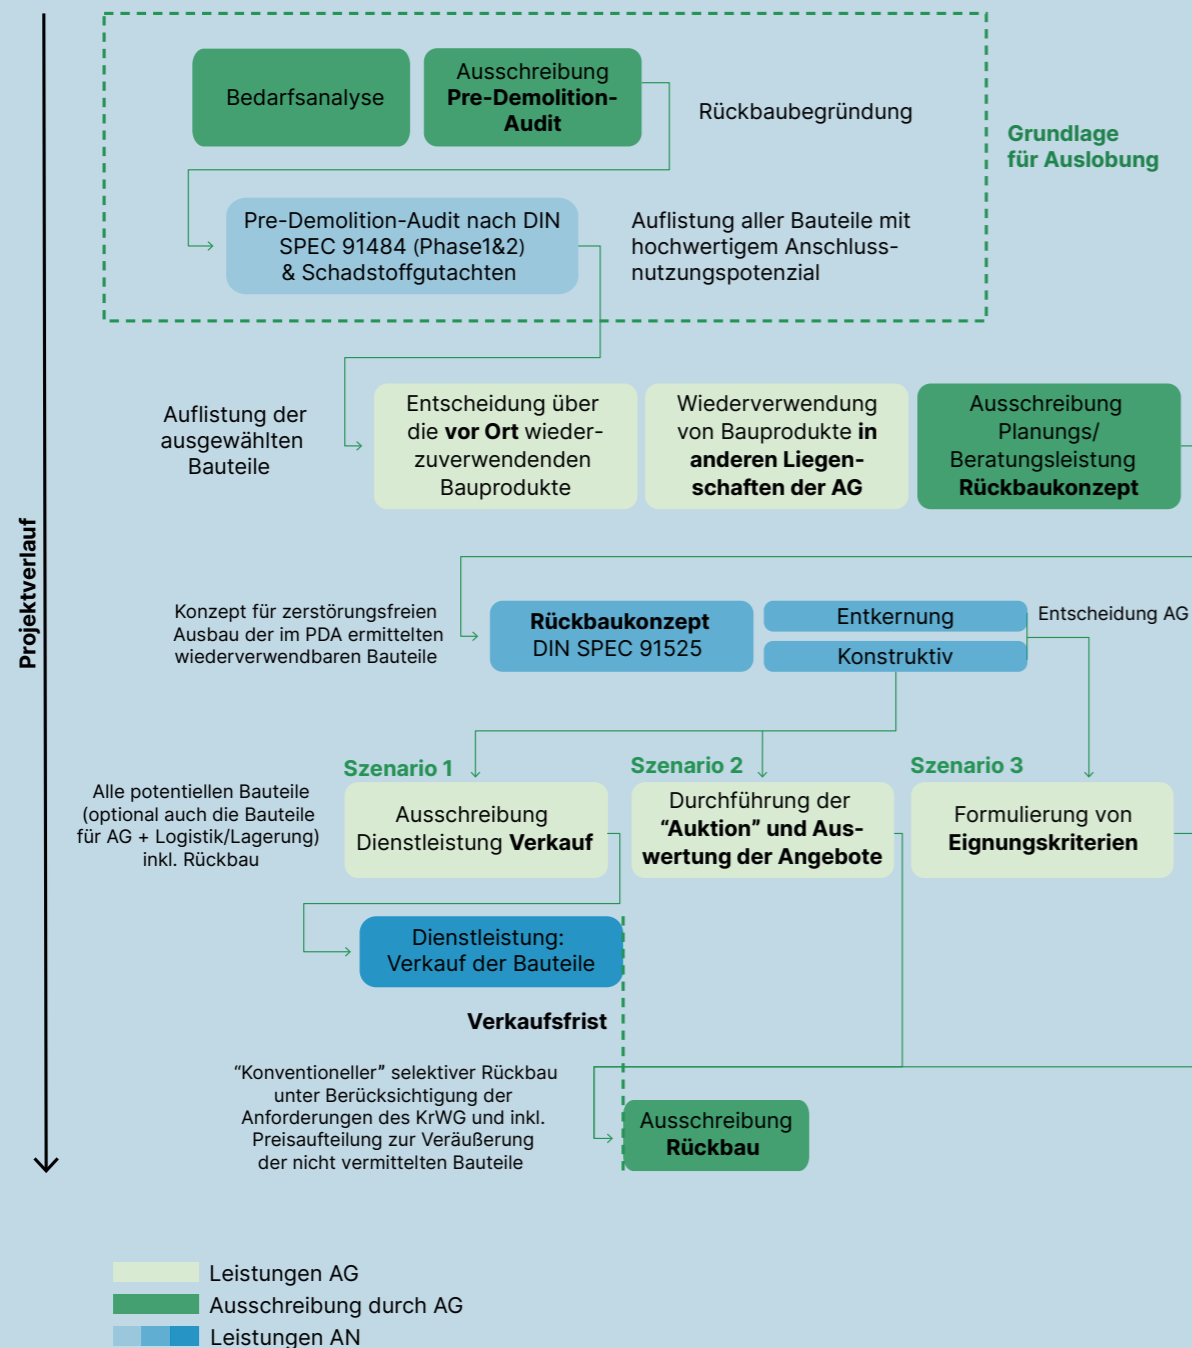 Bedarfsanalyse
Ausschreibung
Pre-Demolition-
Audit
Rückbaubegründung
Grundlage
für Auslobung
Pre-Demolition-Audit nach DIN
SPEC 91484 (Phase1&2)
& Schadstoffgutachten
Auflistung aller Bauteile mit
hochwertigem Anschluss-
nutzungspotenzial
Projektverlauf
Auflistung der
ausgewählten
Bauteile
Entscheidung über
die vor Ort wieder-
zuverwendenden
Bauprodukte
Wiederverwendung
von Bauprodukte in
anderen Liegen-
schaften der AG
Ausschreibung
Planungs/
Beratungsleistung
Rückbaukonzept
Konzept für zerstörungsfreien
Ausbau der im PDA ermittelten
wiederverwendbaren Bauteile
Rückbaukonzept
DIN SPEC 91525
Entkernung
Konstruktiv
Entscheidung AG
Alle potentiellen Bauteile
(optional auch die Bauteile
für AG + Logistik/Lagerung)
inkl. Rückbau
Szenario 1
Ausschreibung
Dienstleistung Verkauf
Szenario 2
Durchführung der
“Auktion” und Aus-
wertung der Angebote
Szenario 3
Formulierung von
Eignungskriterien
Dienstleistung:
Verkauf der Bauteile
Verkaufsfrist
“Konventioneller” selektiver Rückbau
unter Berücksichtigung der
Anforderungen des KrWG und inkl.
Preisaufteilung zur Veräußerung
der nicht vermittelten Bauteile
Ausschreibung
Rückbau
Leistungen AG
Ausschreibung durch AG
Leistungen AN